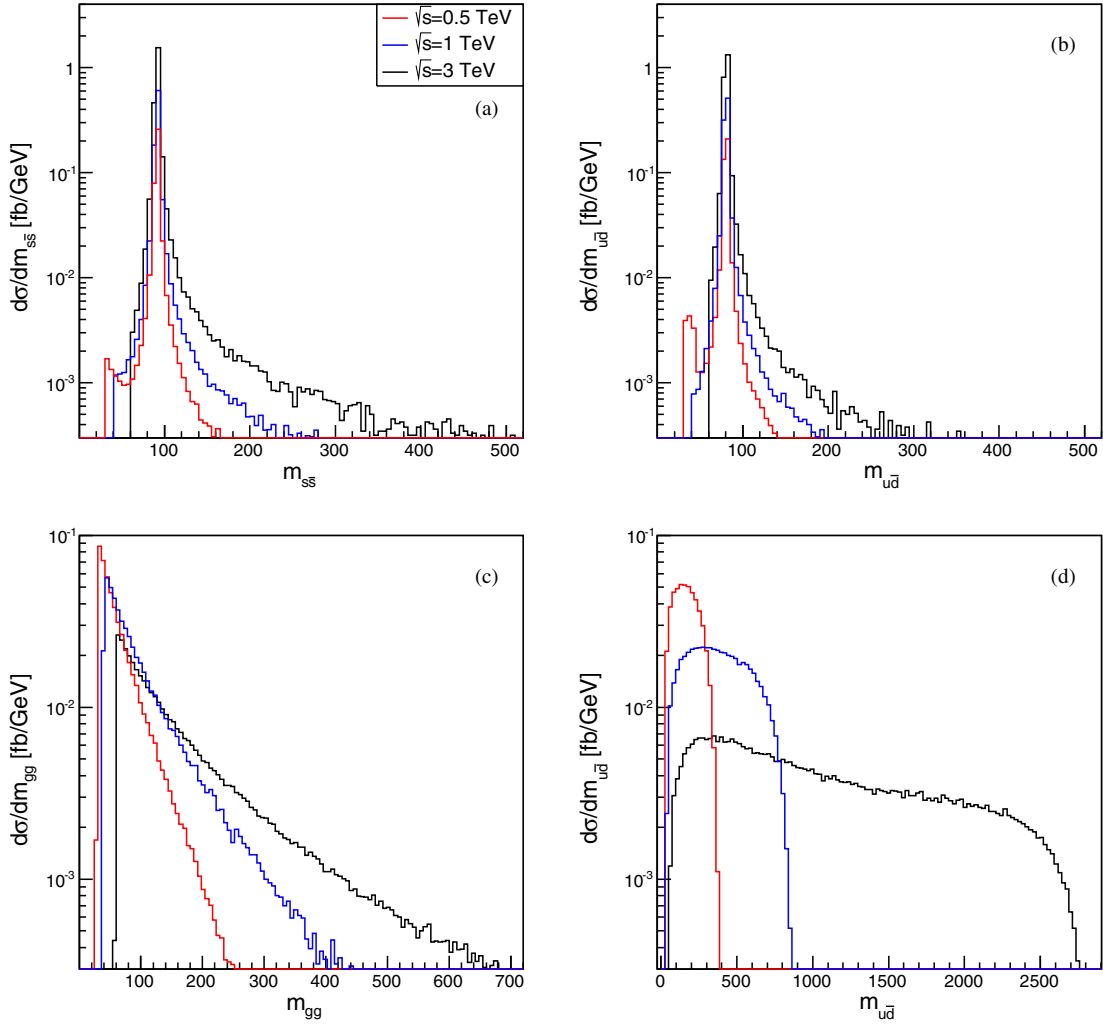 √s=0.5 TeV
√s=1 TeV
√s=3 TeV
(a)
dσ/dm_ss̄ [fb/GeV]
1
10⁻¹
10⁻²
10⁻³
100 200 300 400 500
m_ss̄
(b)
dσ/dm_ud̄ [fb/GeV]
1
10⁻¹
10⁻²
10⁻³
100 200 300 400 500
m_ud̄
(c)
dσ/dm_gg [fb/GeV]
10⁻¹
10⁻²
10⁻³
100 200 300 400 500 600 700
m_gg
(d)
dσ/dm_ud̄ [fb/GeV]
10⁻¹
10⁻²
10⁻³
0 500 1000 1500 2000 2500
m_ud̄